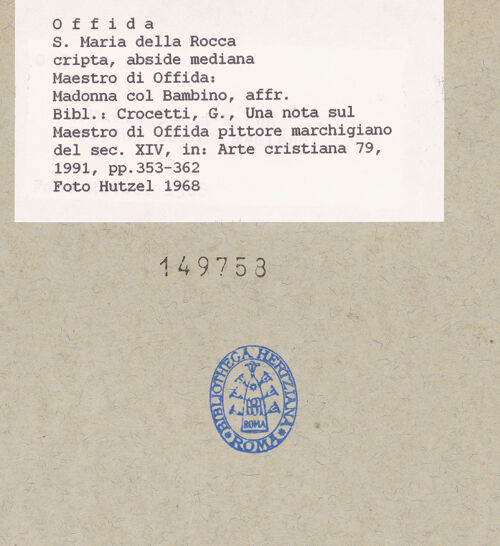 O f f i d a
S. Maria della Rocca
cripta, abside mediana
Maestro di Offida:
Madonna col Bambino, affr.
Bibl.: Crocetti, G., Una nota sul
Maestro di Offida pittore marchigiano
del sec. XIV, in: Arte cristiana 79,
1991, pp.353-362
Foto Hutzel 1968
149758
BIBLIOTHECA HERTZIANA
ROMA
ROMA